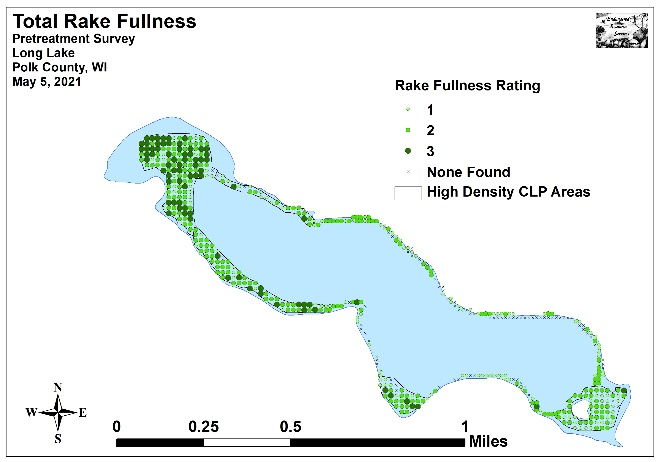 Total Rake Fullness
Pretreatment Survey
Long Lake
Polk County, WI
May 5, 2021
Rake Fullness Rating
1
2
3
None Found
High Density CLP Areas
N
W E
S
0 0.25 0.5 1
Miles